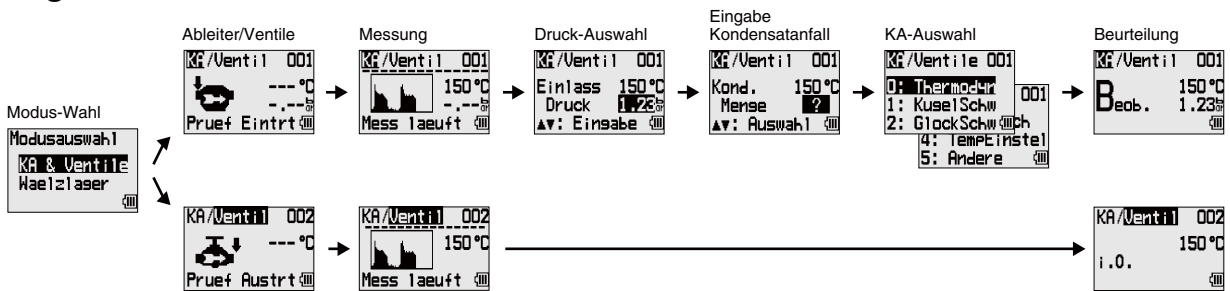 Modus-Wahl
Modusauswahl
KA & Ventile
Waelzlager
Ableiter/Ventile
KA/Ventil 001
--- °C
-.--
Pruef Eintrt
Messung
KA/Ventil 001
150 °C
-.--
Mess laeuft
Druck-Auswahl
KA/Ventil 001
Einlass 150 °C
Druck 1.23
▲▼: Eingabe
Eingabe
Kondensatanfall
KA/Ventil 001
Kond. 150 °C
Menge ?
▲▼: Auswahl
KA-Auswahl
KA/Ventile 001
0: Thermodyn
1: KugelSchw
2: GlockSchw
001
ch
4: TempEinstel
5: Andere
Beurteilung
KA/Ventil 001
Beob. 150 °C
1.23
KA/Ventil 002
--- °C
Pruef Austrt
KA/Ventil 002
150 °C
Mess laeuft
KA/Ventil 002
150 °C
i.O.